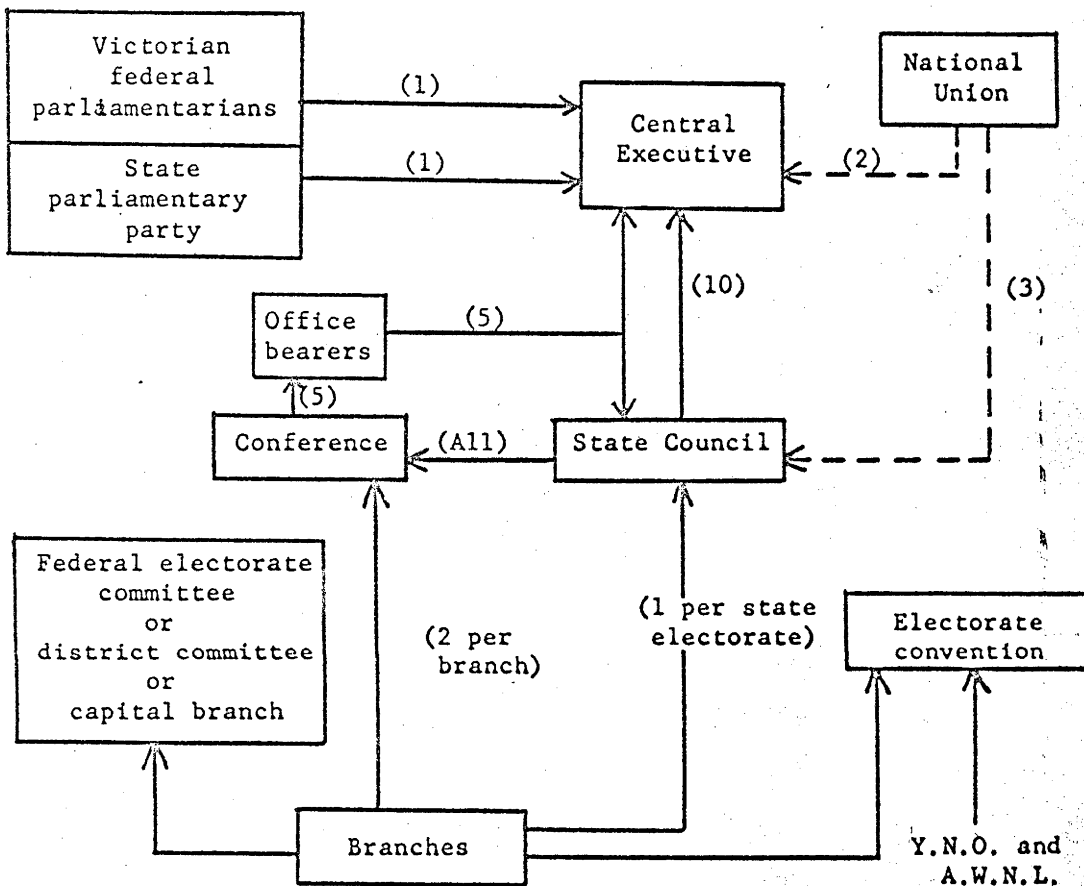 Victorian
federal
parliamentarians
State
parliamentary
party
(1)
(1)
Central
Executive
National
Union
(2)
(3)
(10)
Office
bearers
(5)
(5)
Conference
(All)
State Council
Federal electorate
committee
or
district committee
or
capital branch
(2 per
branch)
(1 per state
electorate)
Electorate
convention
Branches
Y.N.O. and
A.W.N.L.